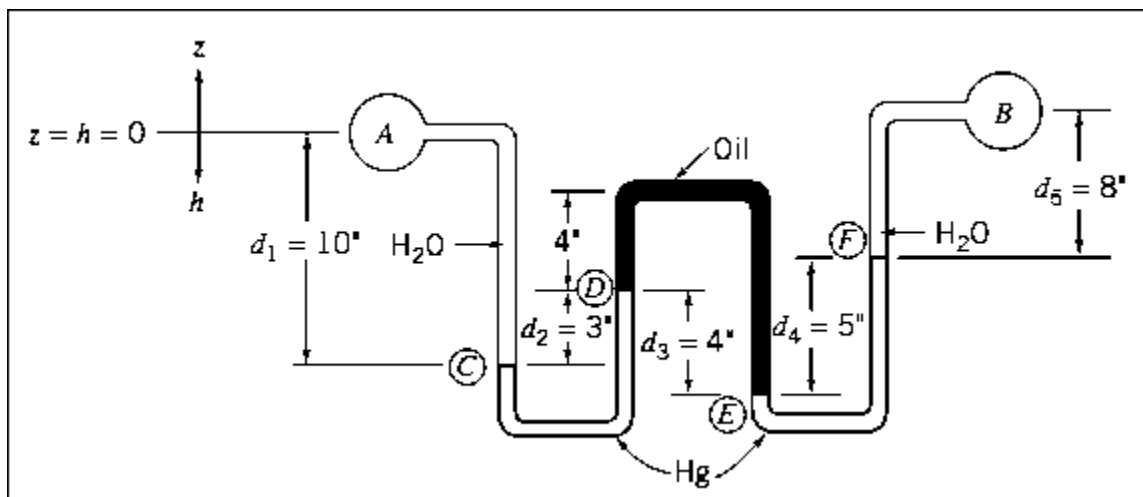 z
z = h = 0
h
A
B
Oil
d₁ = 10"
H₂O
4"
D
d₂ = 3"
C
d₃ = 4"
E
Hg
d₄ = 5"
F
H₂O
d₅ = 8"